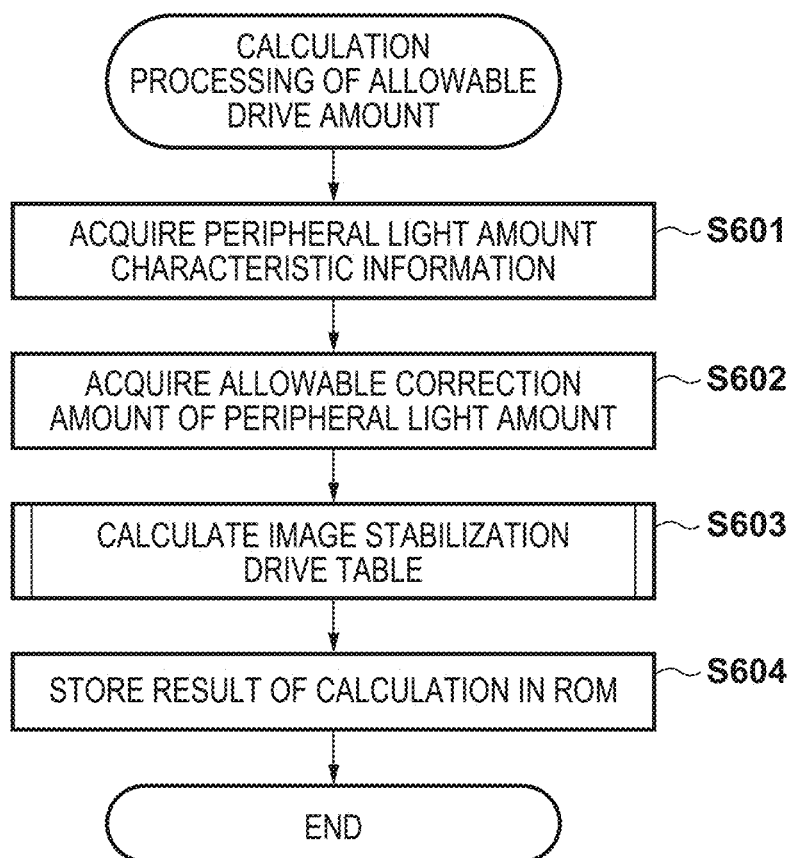 CALCULATION
PROCESSING OF ALLOWABLE
DRIVE AMOUNT
ACQUIRE PERIPHERAL LIGHT AMOUNT
CHARACTERISTIC INFORMATION
S601
ACQUIRE ALLOWABLE CORRECTION
AMOUNT OF PERIPHERAL LIGHT AMOUNT
S602
CALCULATE IMAGE STABILIZATION
DRIVE TABLE
S603
STORE RESULT OF CALCULATION IN ROM
S604
END